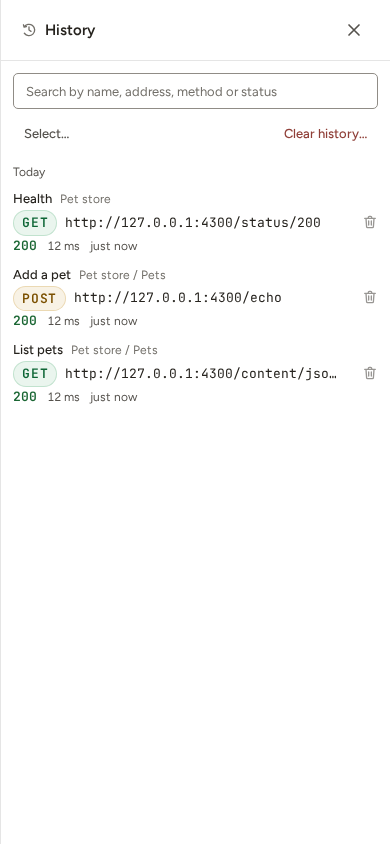 History
Search by name, address, method or status
Select...
Clear history...
Today
Health Pet store
GET http://127.0.0.1:4300/status/200
200 12 ms just now
Add a pet Pet store / Pets
POST http://127.0.0.1:4300/echo
200 12 ms just now
List pets Pet store / Pets
GET http://127.0.0.1:4300/content/jso…
200 12 ms just now